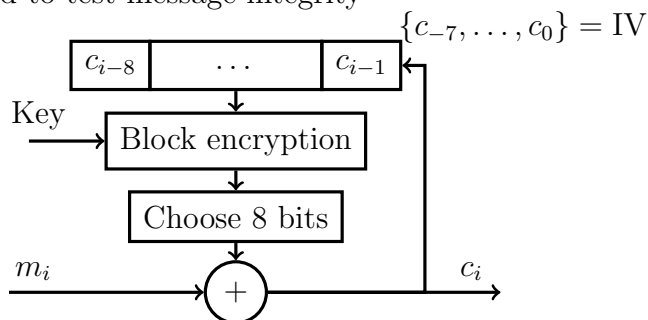 d to test message integrity
{c₋₇, . . . , c₀} = IV
cᵢ₋₈ . . . cᵢ₋₁
Key
Block encryption
Choose 8 bits
mᵢ
+
cᵢ